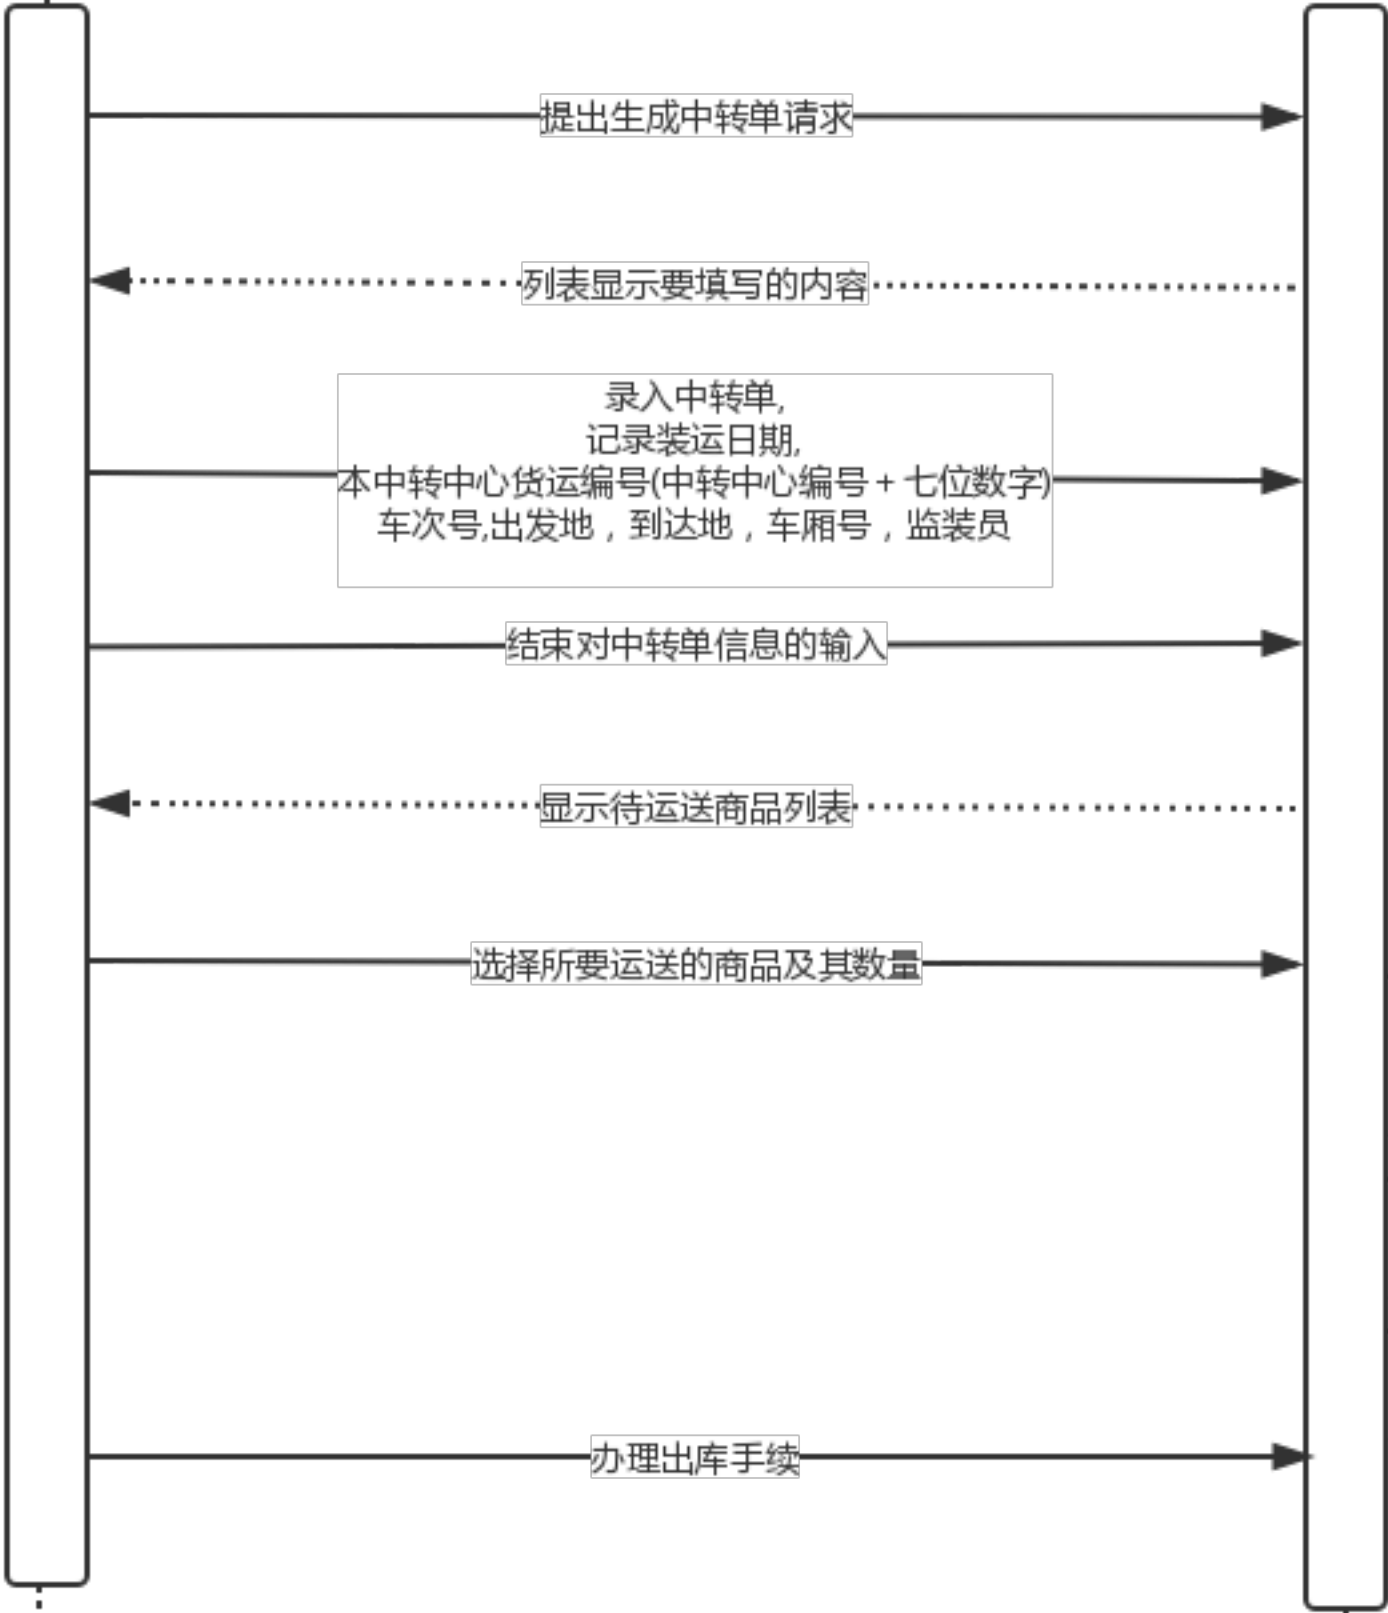 提出生成中转单请求
列表显示要填写的内容
录入中转单,
记录装运日期,
本中转中心货运编号(中转中心编号+七位数字)
车次号,出发地，到达地，车厢号，监装员
结束对中转单信息的输入
显示待运送商品列表
选择所要运送的商品及其数量
办理出库手续